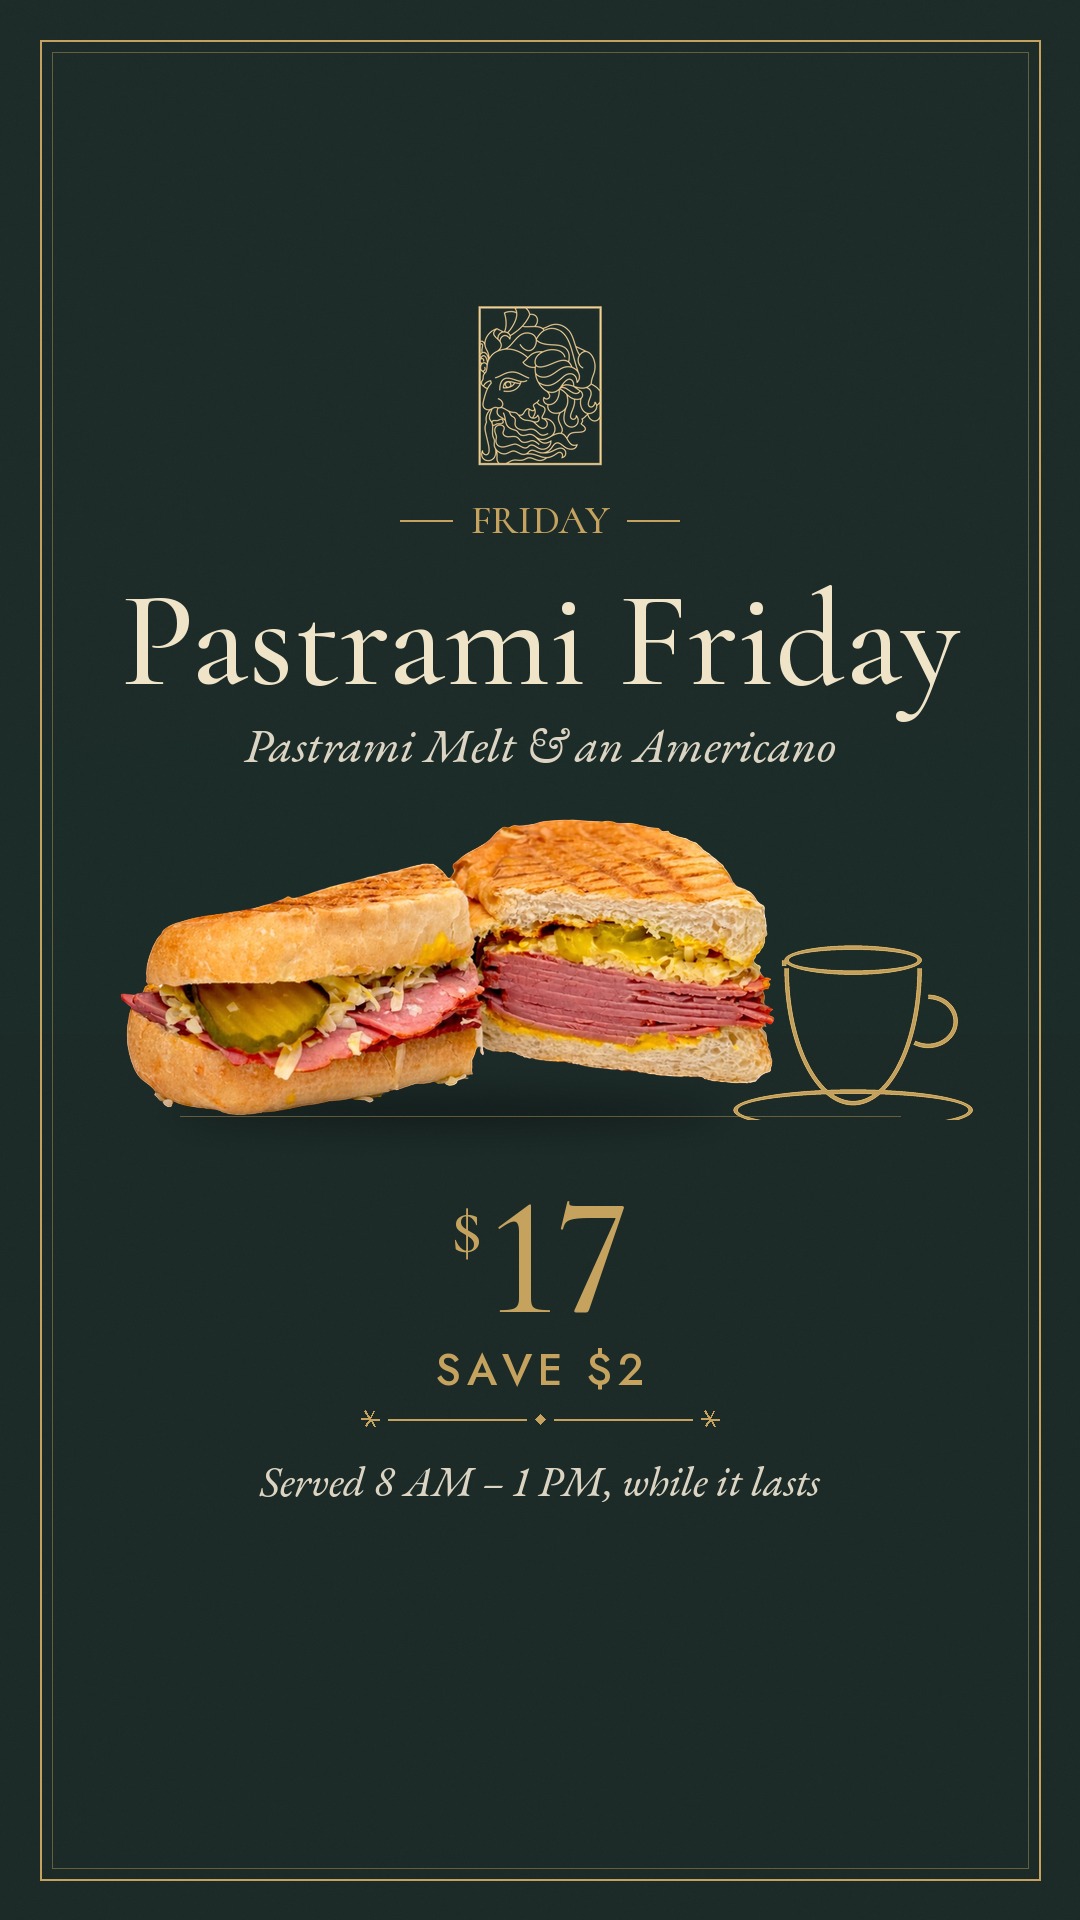 FRIDAY
Pastrami Friday
Pastrami Melt & an Americano
$17
SAVE $2
Served 8 AM – 1 PM, while it lasts